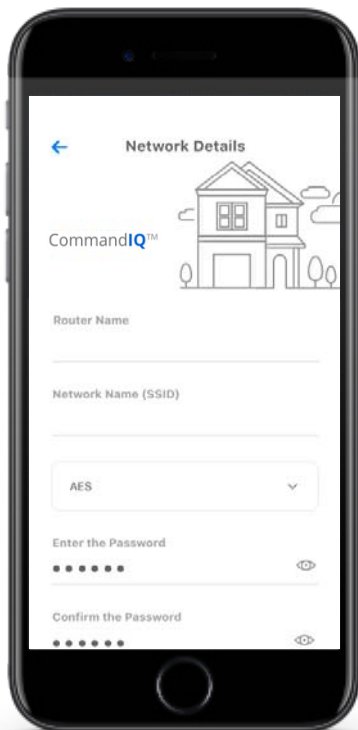 Network Details
CommandIQ™
Router Name
Network Name (SSID)
AES
Enter the Password
Confirm the Password